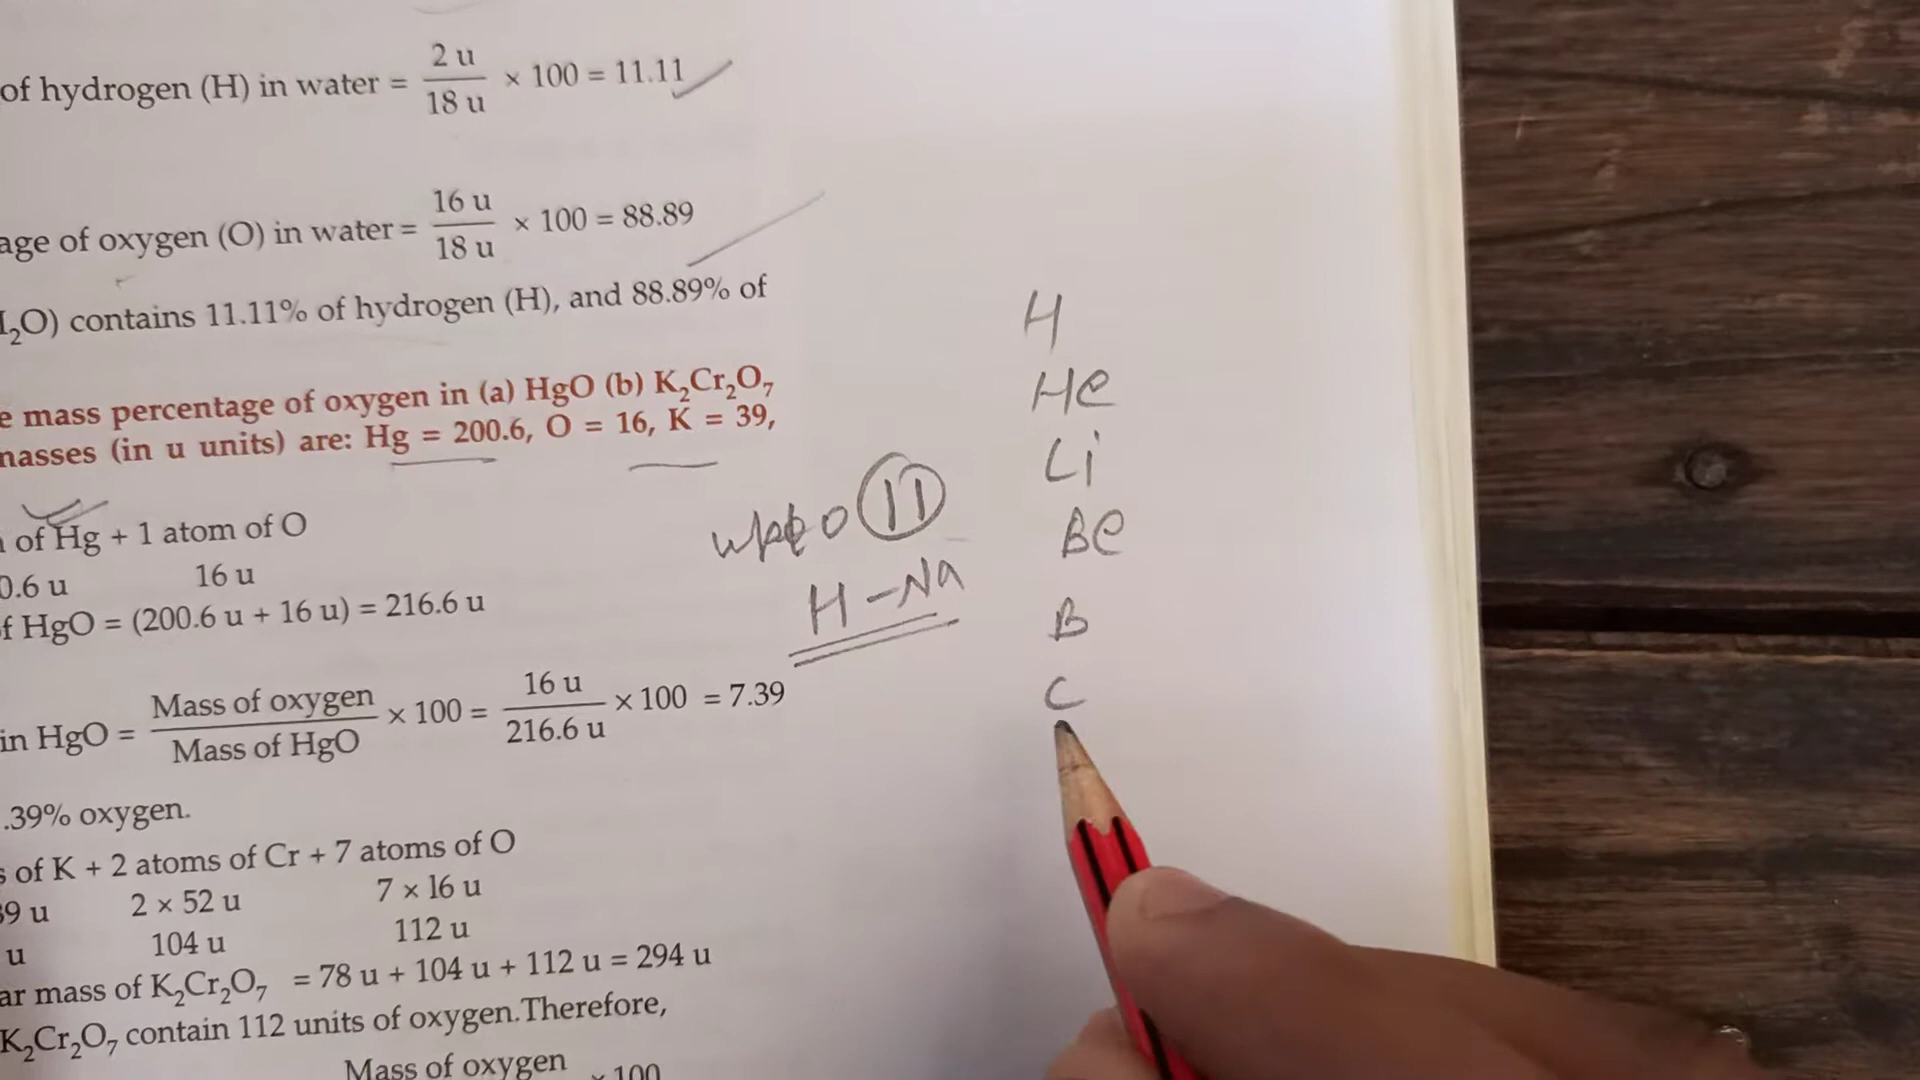 of hydrogen (H) in water = 2 u / 18 u × 100 = 11.11
age of oxygen (O) in water = 16 u / 18 u × 100 = 88.89
I₂O) contains 11.11% of hydrogen (H), and 88.89% of
e mass percentage of oxygen in (a) HgO (b) K₂Cr₂O₇
nasses (in u units) are: Hg = 200.6, O = 16, K = 39,
of Hg + 1 atom of O
0.6 u 16 u
f HgO = (200.6 u + 16 u) = 216.6 u
in HgO = Mass of oxygen / Mass of HgO × 100 = 16 u / 216.6 u × 100 = 7.39
.39% oxygen.
s of K + 2 atoms of Cr + 7 atoms of O
39 u 2 × 52 u 7 × 16 u
u 104 u 112 u
ar mass of K₂Cr₂O₇ = 78 u + 104 u + 112 u = 294 u
K₂Cr₂O₇ contain 112 units of oxygen.Therefore,
Mass of oxygen × 100
upto 11
H - Na
H
He
Li
Be
B
C